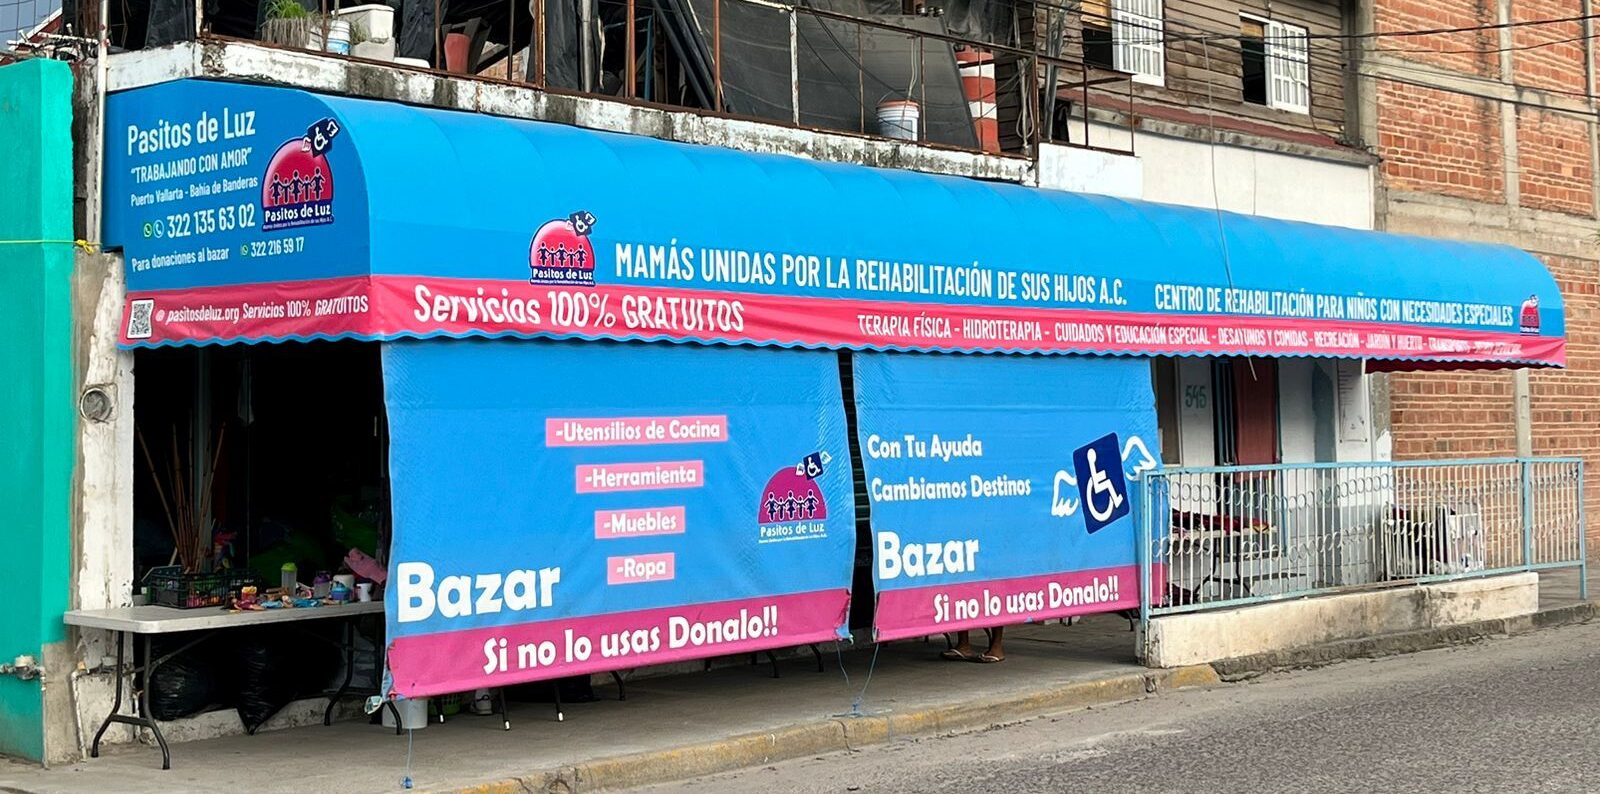 Pasitos de Luz
"TRABAJANDO CON AMOR"
Puerto Vallarta - Bahía de Banderas
322 135 63 02
Para donaciones al bazar 322 216 59 17
Pasitos de Luz
pasitosdeluz.org Servicios 100% GRATUITOS
Pasitos de Luz
MAMÁS UNIDAS POR LA REHABILITACIÓN DE SUS HIJOS A.C.
CENTRO DE REHABILITACIÓN PARA NIÑOS CON NECESIDADES ESPECIALES
Servicios 100% GRATUITOS
TERAPIA FÍSICA - HIDROTERAPIA - CUIDADOS Y EDUCACIÓN ESPECIAL - DESAYUNOS Y COMIDAS - RECREACIÓN - JARDÍN Y HUERTO - TRANSPORTE
-Utensilios de Cocina
-Herramienta
-Muebles
-Ropa
Pasitos de Luz
Bazar
Si no lo usas Donalo!!
Con Tu Ayuda
Cambiamos Destinos
Bazar
Si no lo usas Donalo!!
545